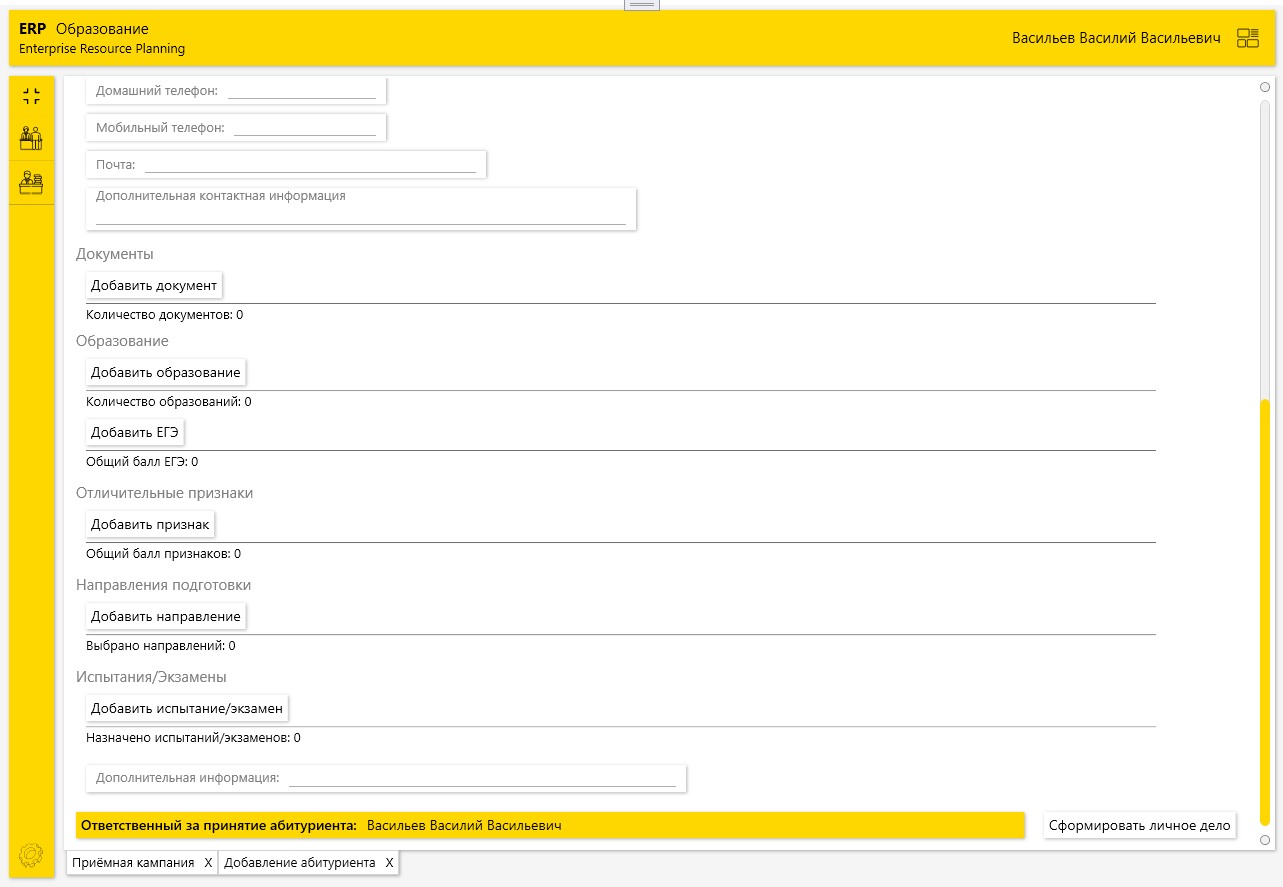 ERP Образование
Enterprise Resource Planning
Васильев Василий Васильевич
Домашний телефон:
Мобильный телефон:
Почта:
Дополнительная контактная информация
Документы
Добавить документ
Количество документов: 0
Образование
Добавить образование
Количество образований: 0
Добавить ЕГЭ
Общий балл ЕГЭ: 0
Отличительные признаки
Добавить признак
Общий балл признаков: 0
Направления подготовки
Добавить направление
Выбрано направлений: 0
Испытания/Экзамены
Добавить испытание/экзамен
Назначено испытаний/экзаменов: 0
Дополнительная информация:
Ответственный за принятие абитуриента: Васильев Василий Васильевич
Сформировать личное дело
Приёмная кампания X Добавление абитуриента X